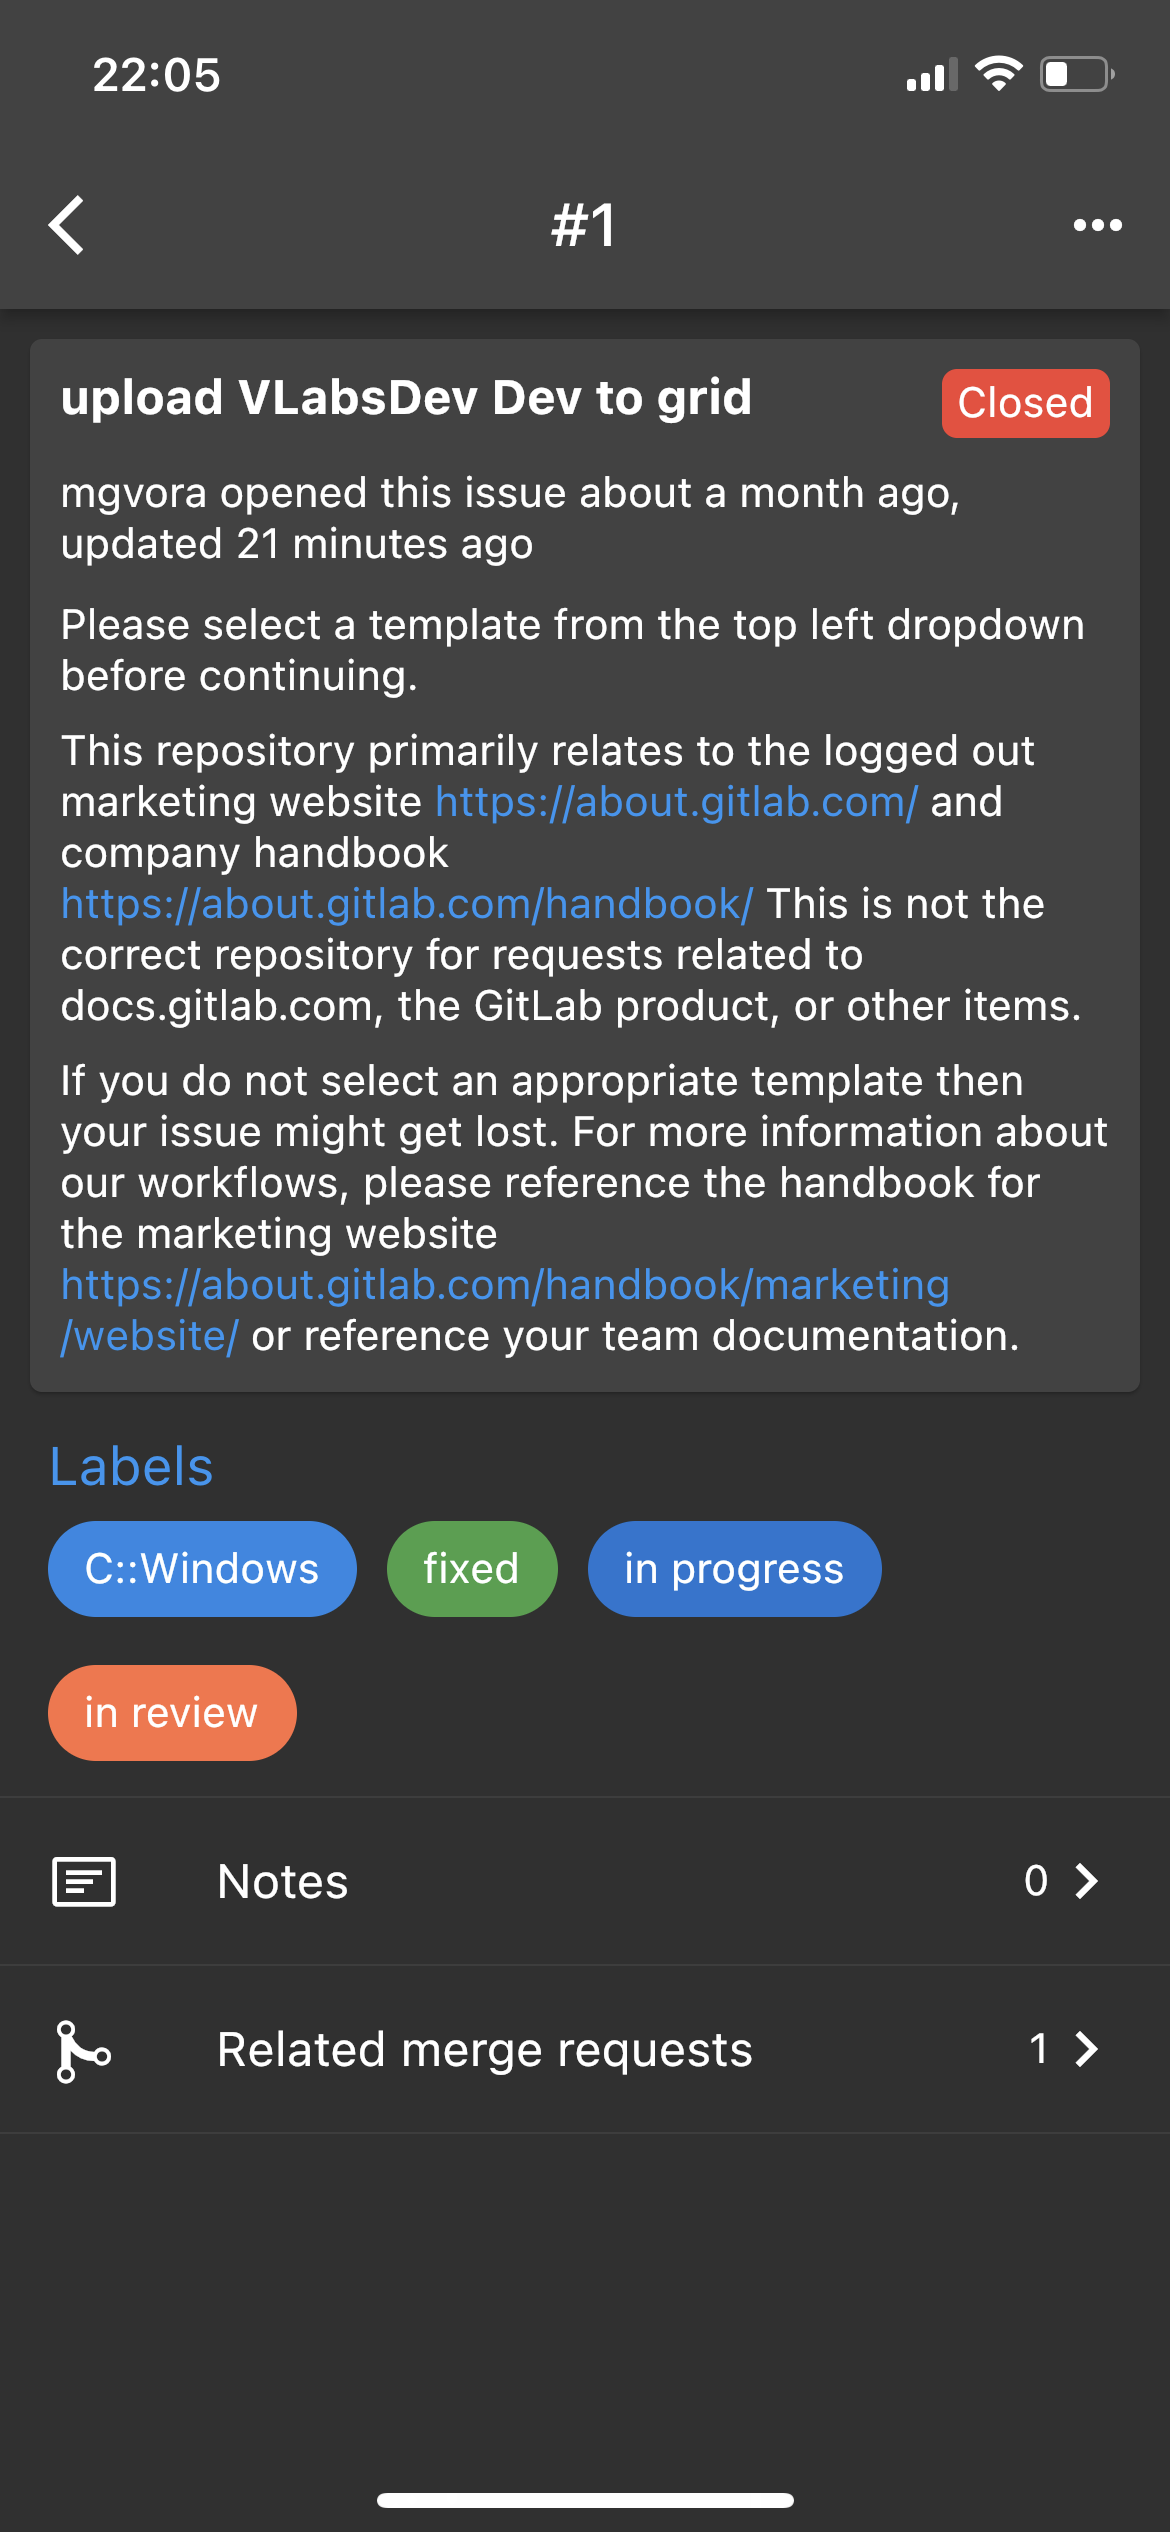 22:05
#1
upload VLabsDev Dev to grid
Closed
mgvora opened this issue about a month ago,
updated 21 minutes ago
Please select a template from the top left dropdown
before continuing.
This repository primarily relates to the logged out
marketing website https://about.gitlab.com/ and
company handbook
https://about.gitlab.com/handbook/ This is not the
correct repository for requests related to
docs.gitlab.com, the GitLab product, or other items.
If you do not select an appropriate template then
your issue might get lost. For more information about
our workflows, please reference the handbook for
the marketing website
https://about.gitlab.com/handbook/marketing
/website/ or reference your team documentation.
Labels
C::Windows fixed in progress
in review
Notes 0
Related merge requests 1